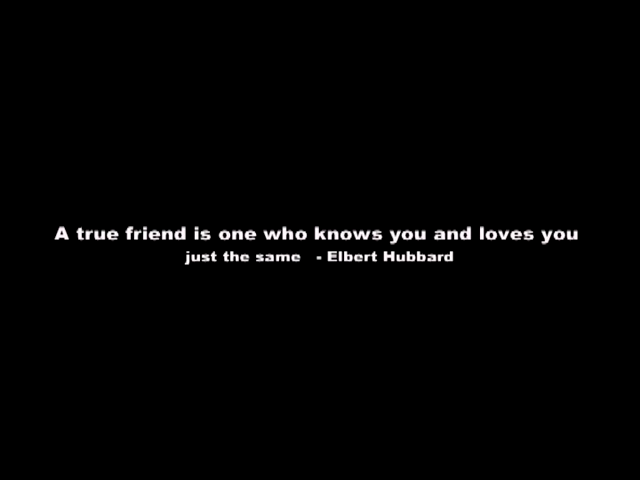 A true friend is one who knows you and loves you
just the same - Elbert Hubbard